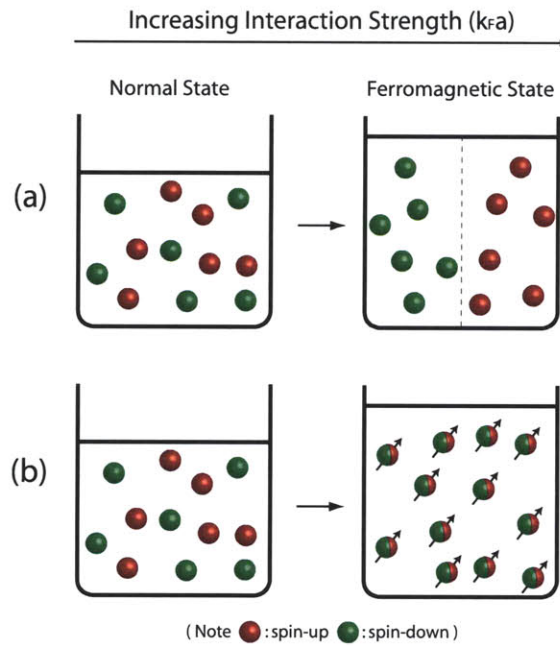 Increasing Interaction Strength (kFa)
Normal State
Ferromagnetic State
(a)
(b)
( Note : spin-up : spin-down )